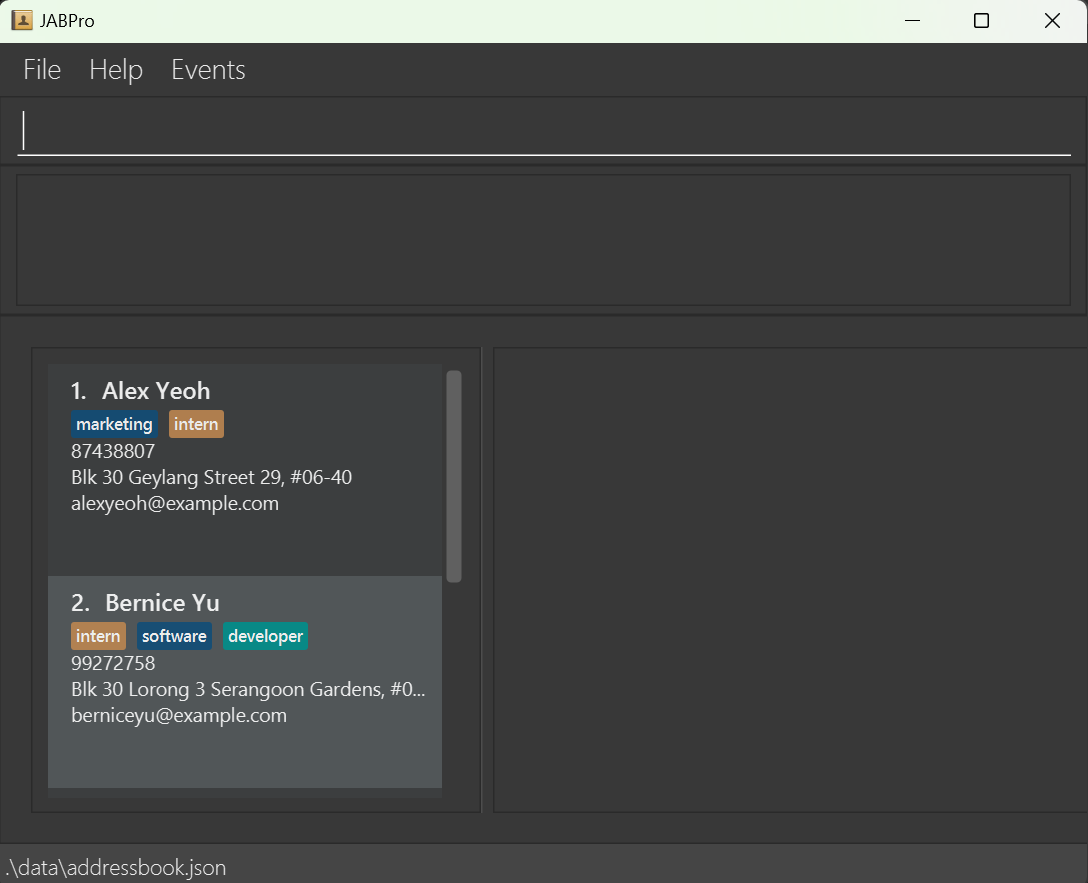 JABPro
File Help Events
1. Alex Yeoh
marketing intern
87438807
Blk 30 Geylang Street 29, #06-40
alexyeoh@example.com
2. Bernice Yu
intern software developer
99272758
Blk 30 Lorong 3 Serangoon Gardens, #0...
berniceyu@example.com
.\data\addressbook.json